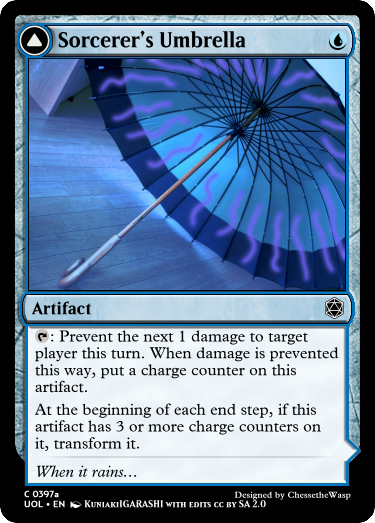 Sorcerer's Umbrella
Artifact
: Prevent the next 1 damage to target
player this turn. When damage is prevented
this way, put a charge counter on this
artifact.
At the beginning of each end step, if this
artifact has 3 or more charge counters on
it, transform it.
When it rains…
C 0397a
Designed by ChessetheWasp
UOL • EN KuniakiIGARASHI with edits cc by SA 2.0